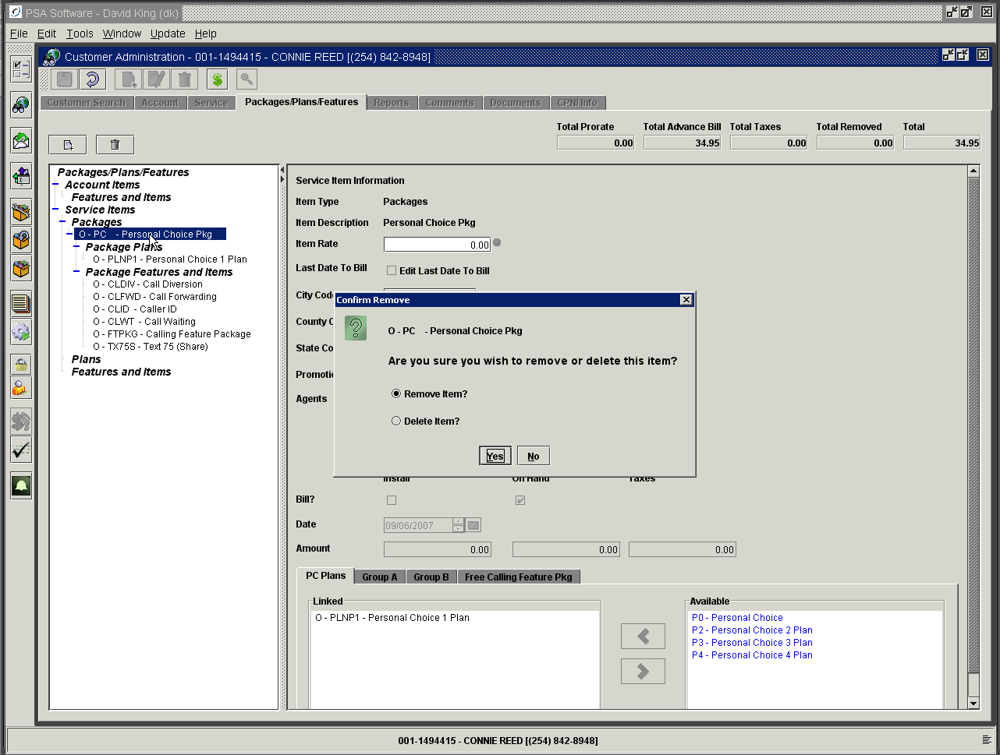 PSA Software - David King (dk)
File Edit Tools Window Update Help
Customer Administration - 001-1494415 - CONNIE REED [(254) 842-8948]
Customer Search Account Service Packages/Plans/Features Reports Comments Documents CPNI Info
Total Prorate Total Advance Bill Total Taxes Total Removed Total
0.00 34.95 0.00 0.00 34.95
Packages/Plans/Features
Account Items
Features and Items
Service Items
Packages
O - PC - Personal Choice Pkg
Package Plans
O - PLNP1 - Personal Choice 1 Plan
Package Features and Items
O - CLDIV - Call Diversion
O - CLFWD - Call Forwarding
O - CLID - Caller ID
O - CLWT - Call Waiting
O - FTPKG - Calling Feature Package
O - TX75S - Text 75 (Share)
Plans
Features and Items
Service Item Information
Item Type Packages
Item Description Personal Choice Pkg
Item Rate 0.00
Last Date To Bill Edit Last Date To Bill
City Code
County C
State Co
Promotio
Agents
Confirm Remove
O - PC - Personal Choice Pkg
Are you sure you wish to remove or delete this item?
Remove Item?
Delete Item?
Yes No
Install On Hand Taxes
Bill?
Date 09/06/2007
Amount 0.00 0.00 0.00
PC Plans Group A Group B Free Calling Feature Pkg
Linked
O - PLNP1 - Personal Choice 1 Plan
Available
P0 - Personal Choice
P2 - Personal Choice 2 Plan
P3 - Personal Choice 3 Plan
P4 - Personal Choice 4 Plan
001-1494415 - CONNIE REED [(254) 842-8948]